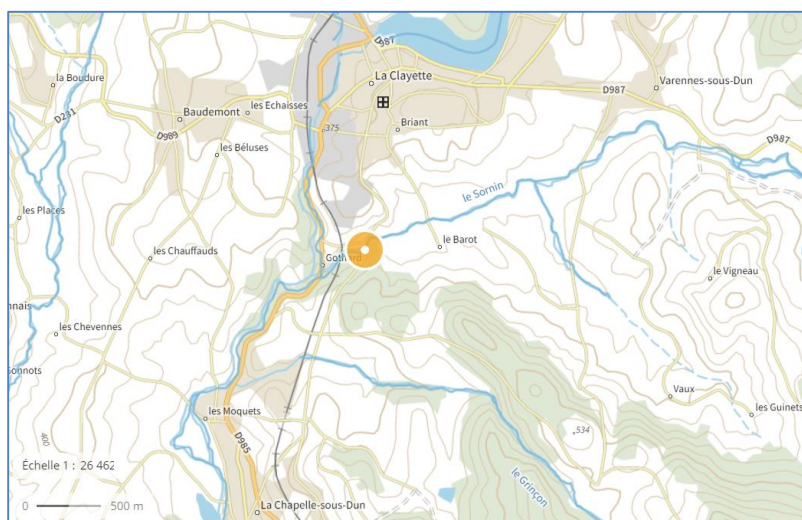 D987
la Boudure
La Clayette
Varennes-sous-Dun
D987
les Echaisses
D231
Baudemont
D989
375
Briant
D987
les Béluses
le Sornin
les Places
le Barot
les Chauffauds
Gothard
le Vigneau
nnais
les Chevennes
Gonnots
Vaux
les Moquets
les Guinets
400
D985
534
Échelle 1 : 26 462
le Grinçon
0
500 m
La Chapelle-sous-Dun